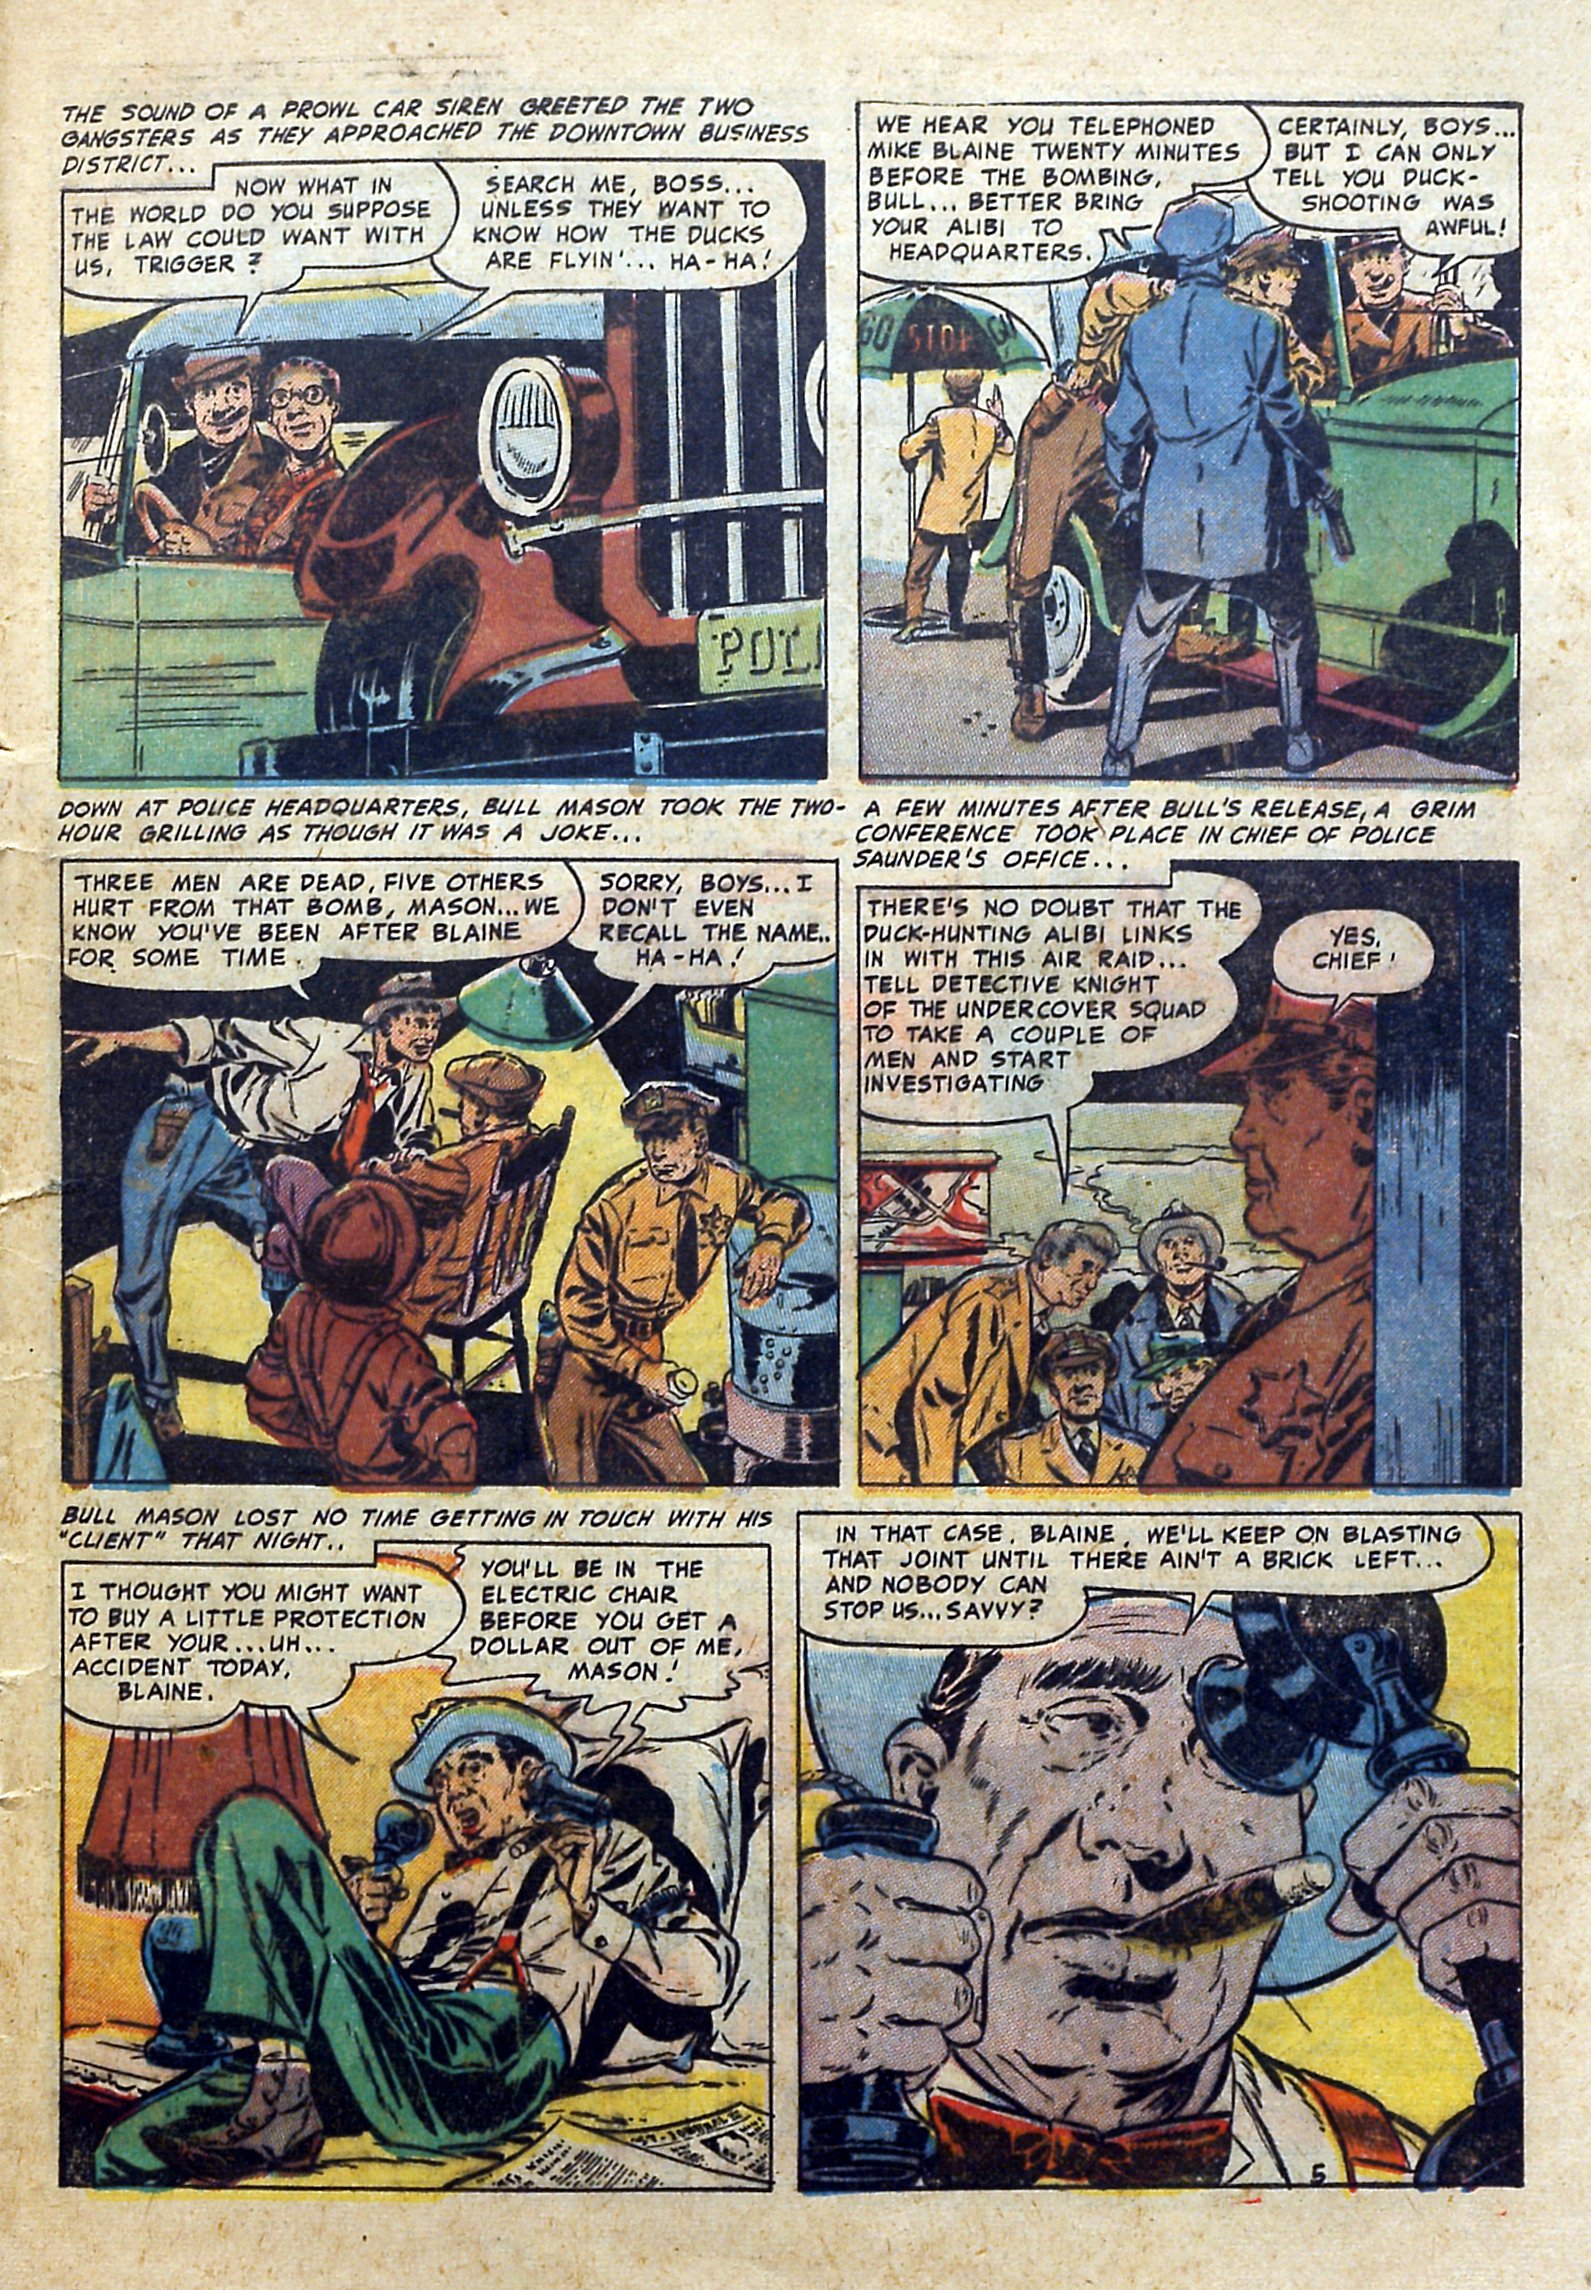 THE SOUND OF A PROWL CAR SIREN GREETED THE TWO
GANGSTERS AS THEY APPROACHED THE DOWNTOWN BUSINESS
DISTRICT...
NOW WHAT IN
THE WORLD DO YOU SUPPOSE
THE LAW COULD WANT WITH
US, TRIGGER?
SEARCH ME, BOSS...
UNLESS THEY WANT TO
KNOW HOW THE DUCKS
ARE FLYIN'... HA-HA!
POLI
WE HEAR YOU TELEPHONED
MIKE BLAINE TWENTY MINUTES
BEFORE THE BOMBING,
BULL... BETTER BRING
YOUR ALIBI TO
HEADQUARTERS.
CERTAINLY, BOYS...
BUT I CAN ONLY
TELL YOU DUCK-
SHOOTING WAS
AWFUL!
GO STOP G
DOWN AT POLICE HEADQUARTERS, BULL MASON TOOK THE TWO-
HOUR GRILLING AS THOUGH IT WAS A JOKE...
THREE MEN ARE DEAD, FIVE OTHERS
HURT FROM THAT BOMB, MASON... WE
KNOW YOU'VE BEEN AFTER BLAINE
FOR SOME TIME.
SORRY, BOYS... I
DON'T EVEN
RECALL THE NAME..
HA-HA!
A FEW MINUTES AFTER BULL'S RELEASE, A GRIM
CONFERENCE TOOK PLACE IN CHIEF OF POLICE
SAUNDER'S OFFICE...
THERE'S NO DOUBT THAT THE
DUCK-HUNTING ALIBI LINKS
IN WITH THIS AIR RAID...
TELL DETECTIVE KNIGHT
OF THE UNDERCOVER SQUAD
TO TAKE A COUPLE OF
MEN AND START
INVESTIGATING
YES,
CHIEF!
BULL MASON LOST NO TIME GETTING IN TOUCH WITH HIS
"CLIENT" THAT NIGHT..
I THOUGHT YOU MIGHT WANT
TO BUY A LITTLE PROTECTION
AFTER YOUR...UH...
ACCIDENT TODAY,
BLAINE.
YOU'LL BE IN THE
ELECTRIC CHAIR
BEFORE YOU GET A
DOLLAR OUT OF ME,
MASON!
JOURNAL
IN THAT CASE, BLAINE, WE'LL KEEP ON BLASTING
THAT JOINT UNTIL THERE AIN'T A BRICK LEFT...
AND NOBODY CAN
STOP US... SAVVY?
5